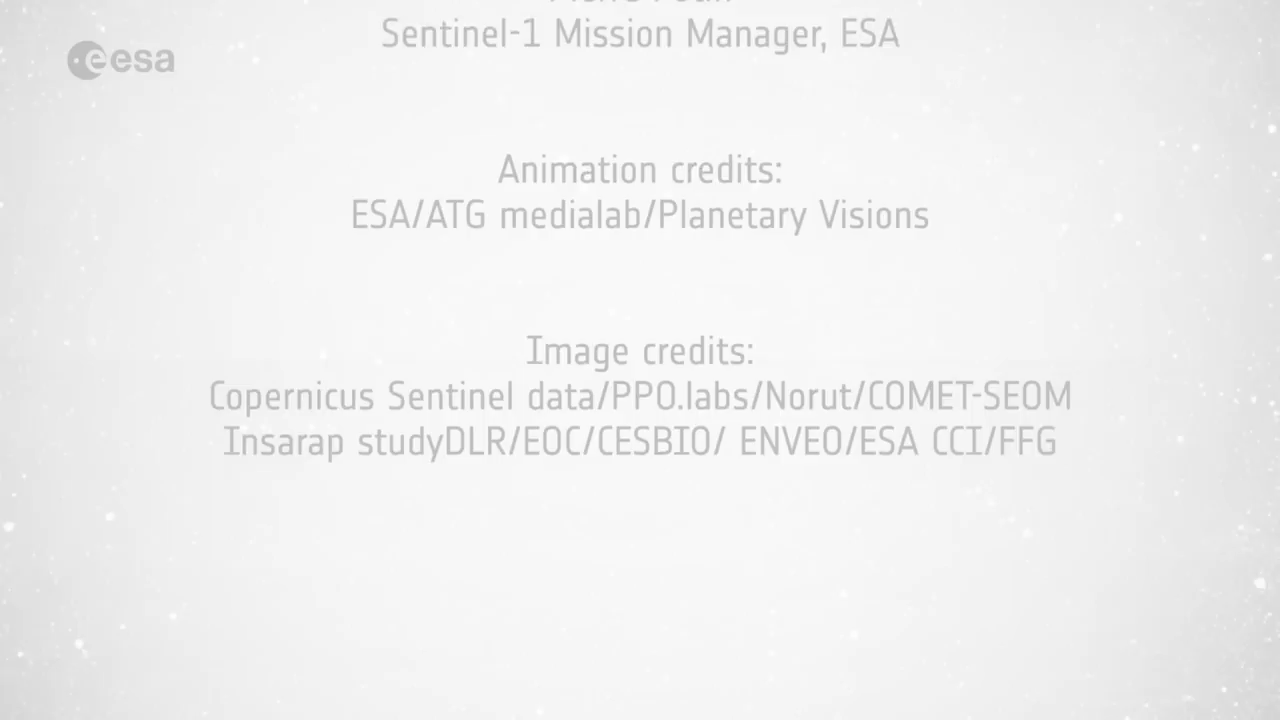 Sentinel-1 Mission Manager, ESA
esa
Animation credits:
ESA/ATG medialab/Planetary Visions
Image credits:
Copernicus Sentinel data/PPO.labs/Norut/COMET-SEOM
Insarap studyDLR/EOC/CESBIO/ ENVEO/ESA CCI/FFG